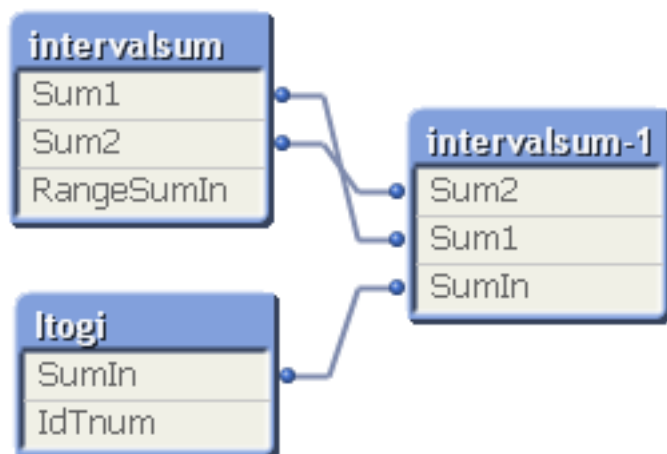 intervalsum
Sum1
Sum2
RangeSumIn
intervalsum-1
Sum2
Sum1
SumIn
Itogi
SumIn
IdTnum